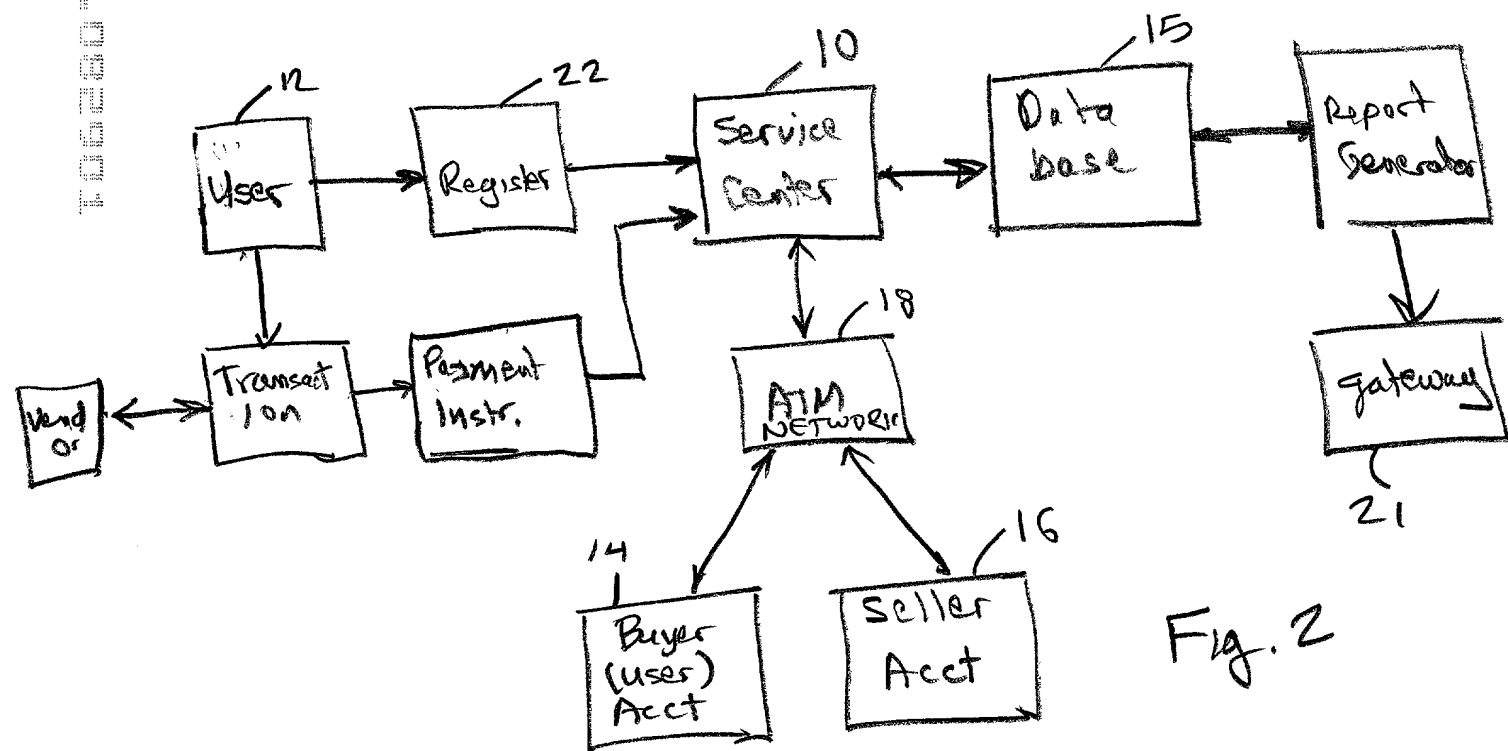 12
User
22
Register
10
Service
Center
15
Data
base
Report
Generator
Vend
or
Transact
ion
Payment
Instr.
18
ATM
NETWORK
gateway
21
14
Buyer
(user)
Acct
16
Seller
Acct
Fig. 2